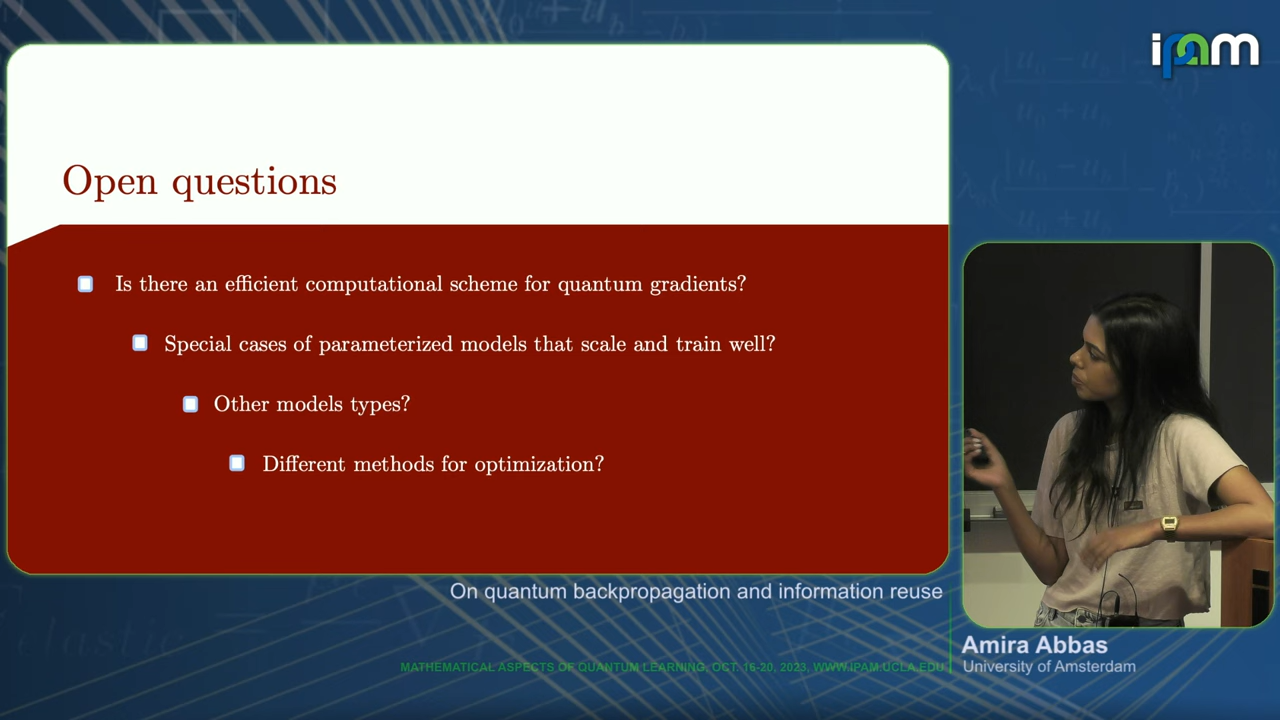 ipam
Open questions
Is there an efficient computational scheme for quantum gradients?
Special cases of parameterized models that scale and train well?
Other models types?
Different methods for optimization?
On quantum backpropagation and information reuse
Amira Abbas
University of Amsterdam
MATHEMATICAL ASPECTS OF QUANTUM LEARNING, OCT. 16-20, 2023, WWW.IPAM.UCLA.EDU